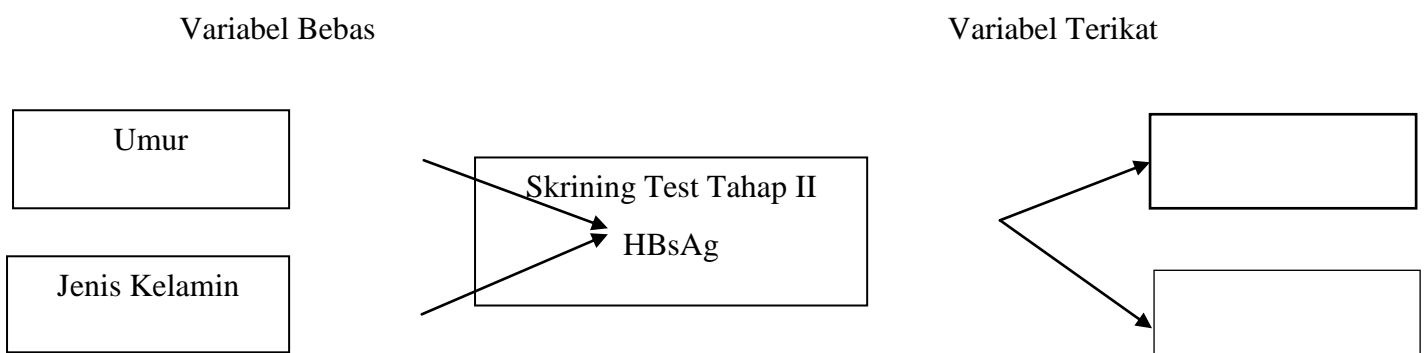 Variabel Bebas
Variabel Terikat
Umur
Skrining Test Tahap II
HBsAg
Jenis Kelamin